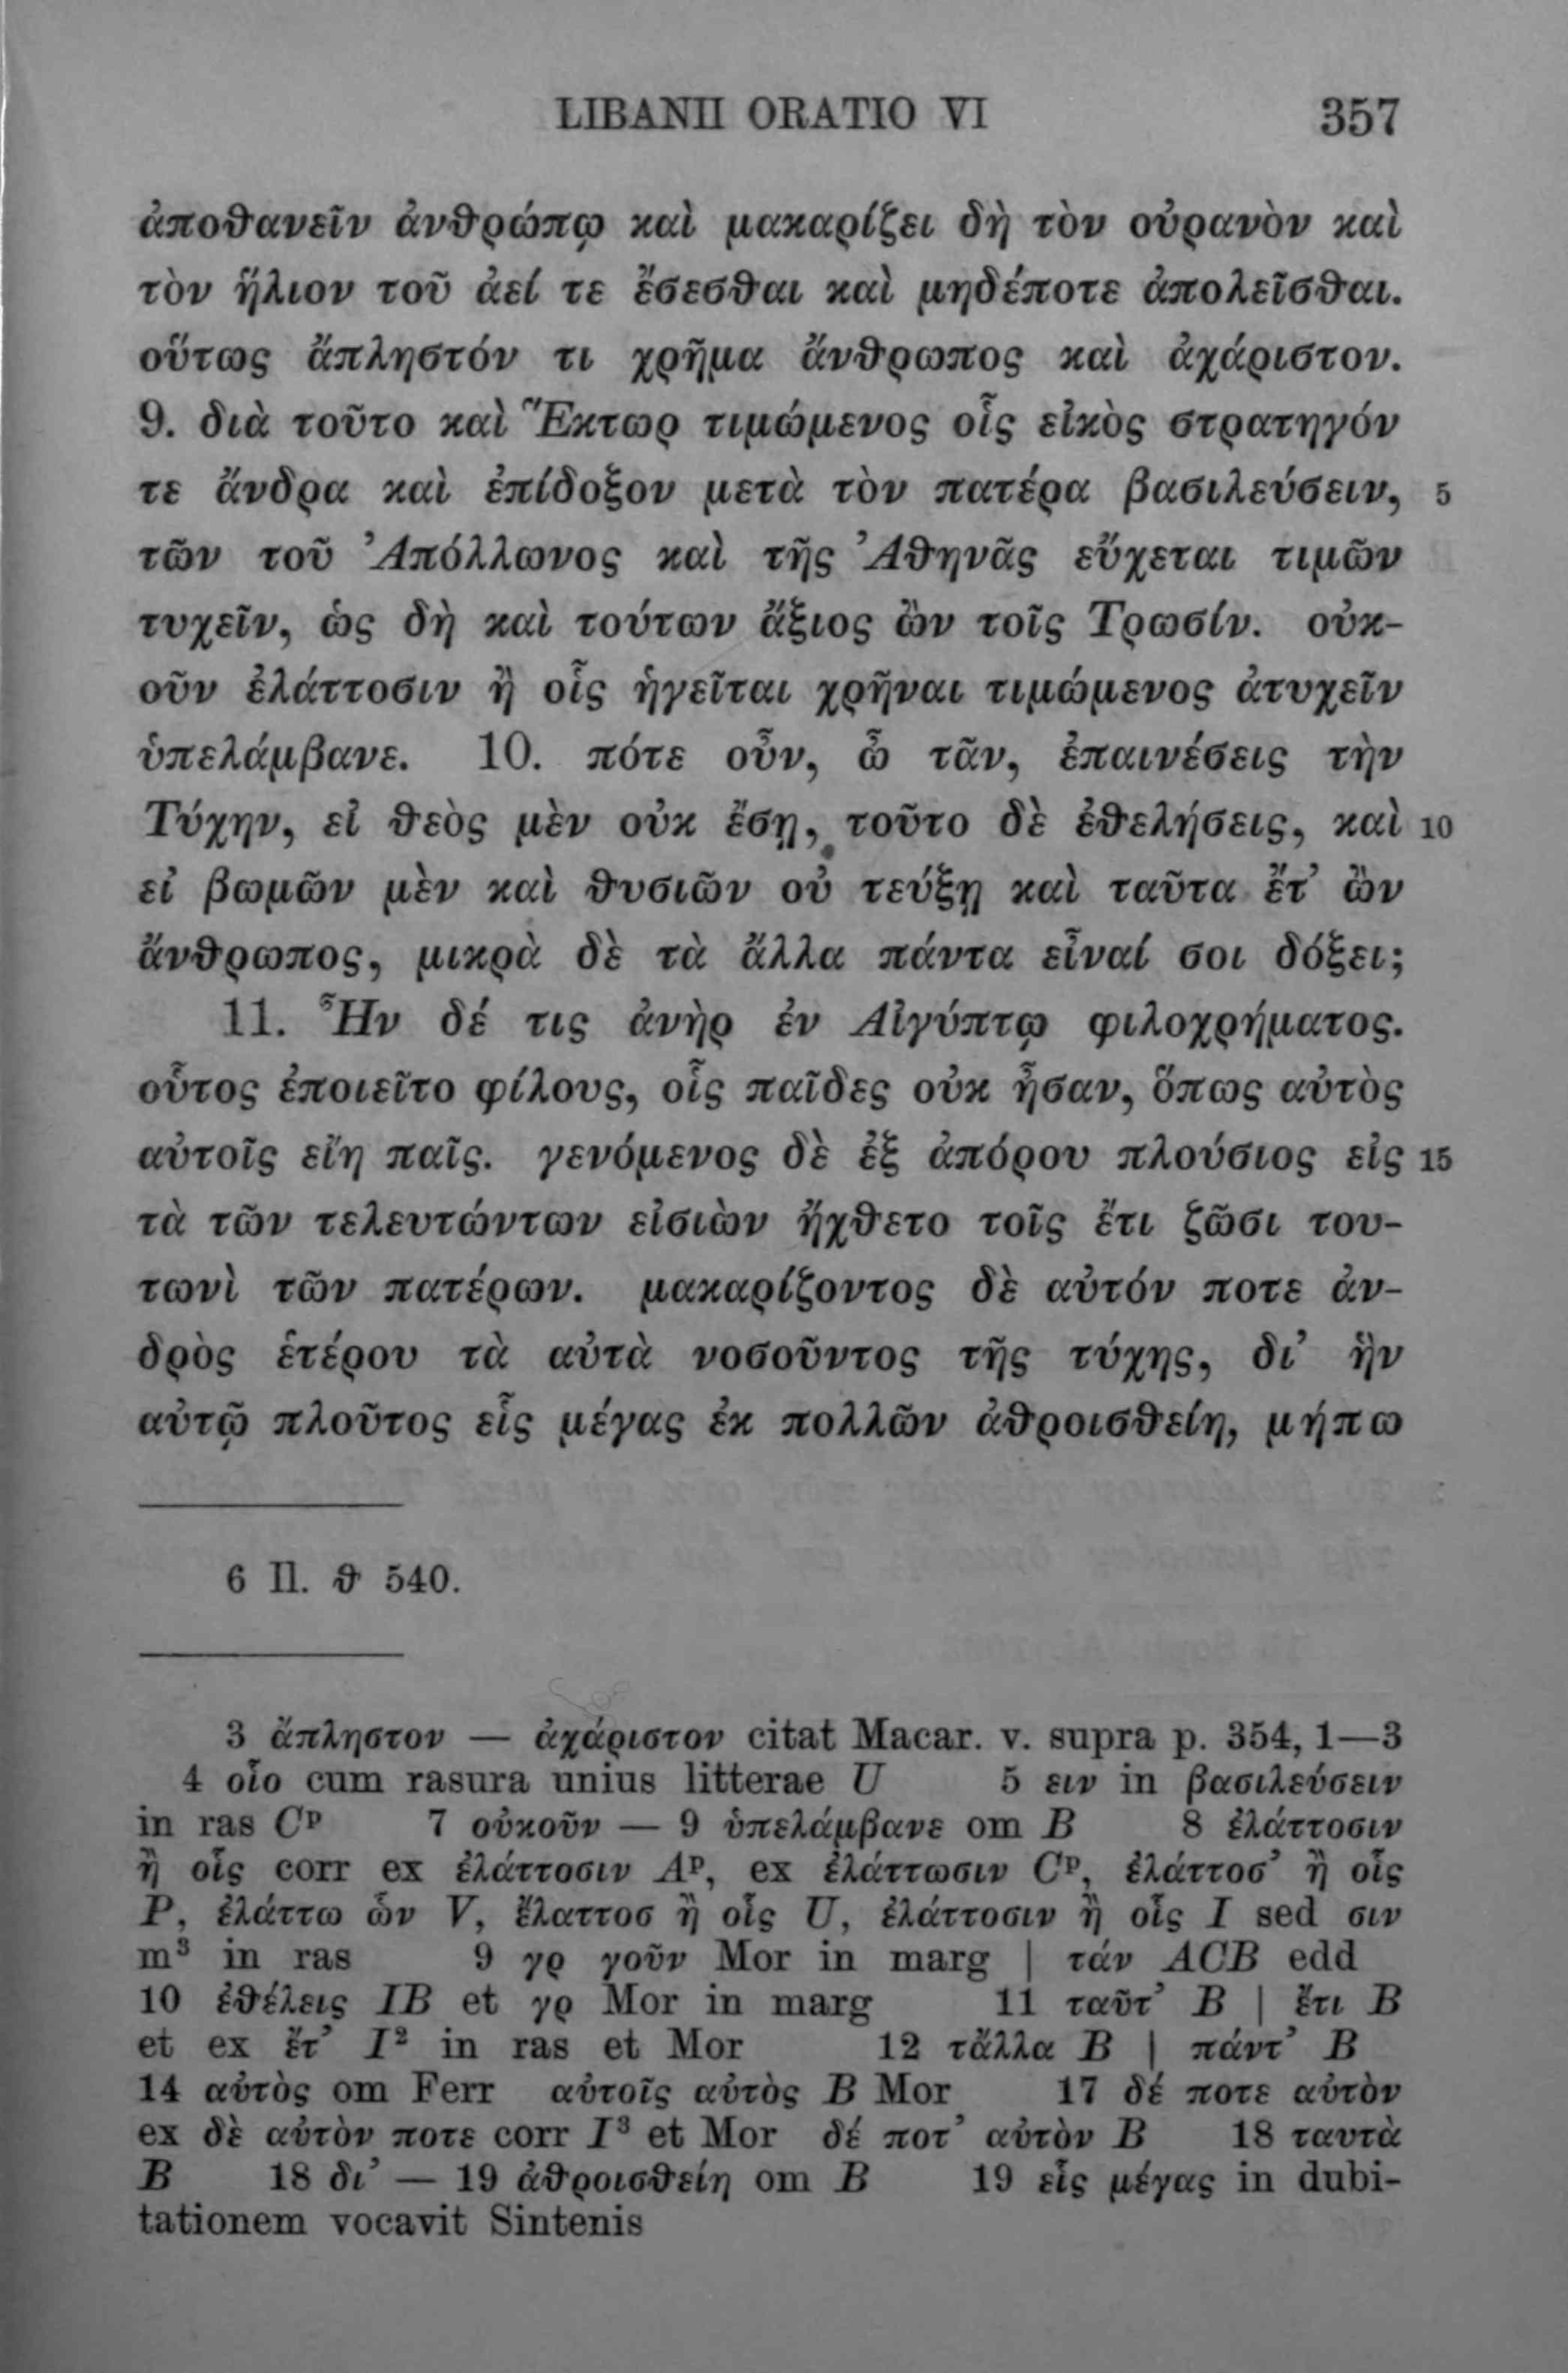 LIBANII ORATIO VI 357
ἀποθανεῖν ἀνθρώπῳ καὶ μακαρίζει δὴ τὸν οὐρανὸν καὶ
τὸν ἥλιον τοῦ ἀεί τε ἔσεσθαι καὶ μηδέποτε ἀπολεῖσθαι.
οὕτως ἄπληστόν τι χρῆμα ἄνθρωπος καὶ ἀχάριστον.
9. διὰ τοῦτο καὶ Ἕκτωρ τιμώμενος οἷς εἰκὸς στρατηγόν
τε ἄνδρα καὶ ἐπίδοξον μετὰ τὸν πατέρα βασιλεύσειν, 5
τῶν τοῦ Ἀπόλλωνος καὶ τῆς Ἀθηνᾶς εὔχεται τιμῶν
τυχεῖν, ὡς δὴ καὶ τούτων ἄξιος ὢν τοῖς Τρωσίν. οὐκ-
οῦν ἐλάττοσιν ἢ οἷς ἡγεῖται χρῆναι τιμώμενος ἀτυχεῖν
ὑπελάμβανε. 10. πότε οὖν, ὦ τᾶν, ἐπαινέσεις τὴν
Τύχην, εἰ θεὸς μὲν οὐκ ἔσῃ, τοῦτο δὲ ἐθελήσεις, καὶ 10
εἰ βωμῶν μὲν καὶ θυσιῶν οὐ τεύξῃ καὶ ταῦτα ἔτ’ ὢν
ἄνθρωπος, μικρὰ δὲ τὰ ἄλλα πάντα εἶναί σοι δόξει;
11. Ἦν δέ τις ἀνὴρ ἐν Αἰγύπτῳ φιλοχρήματος.
οὗτος ἐποιεῖτο φίλους, οἷς παῖδες οὐκ ἦσαν, ὅπως αὐτὸς
αὐτοῖς εἴη παῖς. γενόμενος δὲ ἐξ ἀπόρου πλούσιος εἰς 15
τὰ τῶν τελευτώντων εἰσιὼν ἤχθετο τοῖς ἔτι ζῶσι του-
τωνὶ τῶν πατέρων. μακαρίζοντος δὲ αὐτόν ποτε ἀν-
δρὸς ἑτέρου τὰ αὐτὰ νοσοῦντος τῆς τύχης, δι’ ἣν
αὐτῷ πλοῦτος εἷς μέγας ἐκ πολλῶν ἀθροισθείη, μήπω
6 Il. θ 540.
3 ἄπληστον — ἀχάριστον citat Macar. v. supra p. 354, 1—3
4 οἷο cum rasura unius litterae U 5 ειν in βασιλεύσειν
in ras Cᵖ 7 οὐκοῦν — 9 ὑπελάμβανε om B 8 ἐλάττοσιν
ἢ οἷς corr ex ἐλάττοσιν Aᵖ, ex ἐλάττωσιν Cᵖ, ἐλάττοσ’ ἢ οἷς
P, ἐλάττω ὧν V, ἔλαττοσ ἢ οἷς U, ἐλάττοσιν ἢ οἷς I sed σιν
m³ in ras 9 γρ γοῦν Mor in marg | τάν ACB edd
10 ἐθέλεις IB et γρ Mor in marg 11 ταῦτ’ B | ἔτι B
et ex ἔτ’ I² in ras et Mor 12 τἄλλα B | πάντ’ B
14 αὐτὸς om Ferr αὐτοῖς αὐτὸς B Mor 17 δέ ποτε αὐτὸν
ex δὲ αὐτὸν ποτε corr I³ et Mor δέ ποτ’ αὐτὸν B 18 ταυτὰ
B 18 δι’ — 19 ἀθροισθείη om B 19 εἷς μέγας in dubi-
tationem vocavit Sintenis